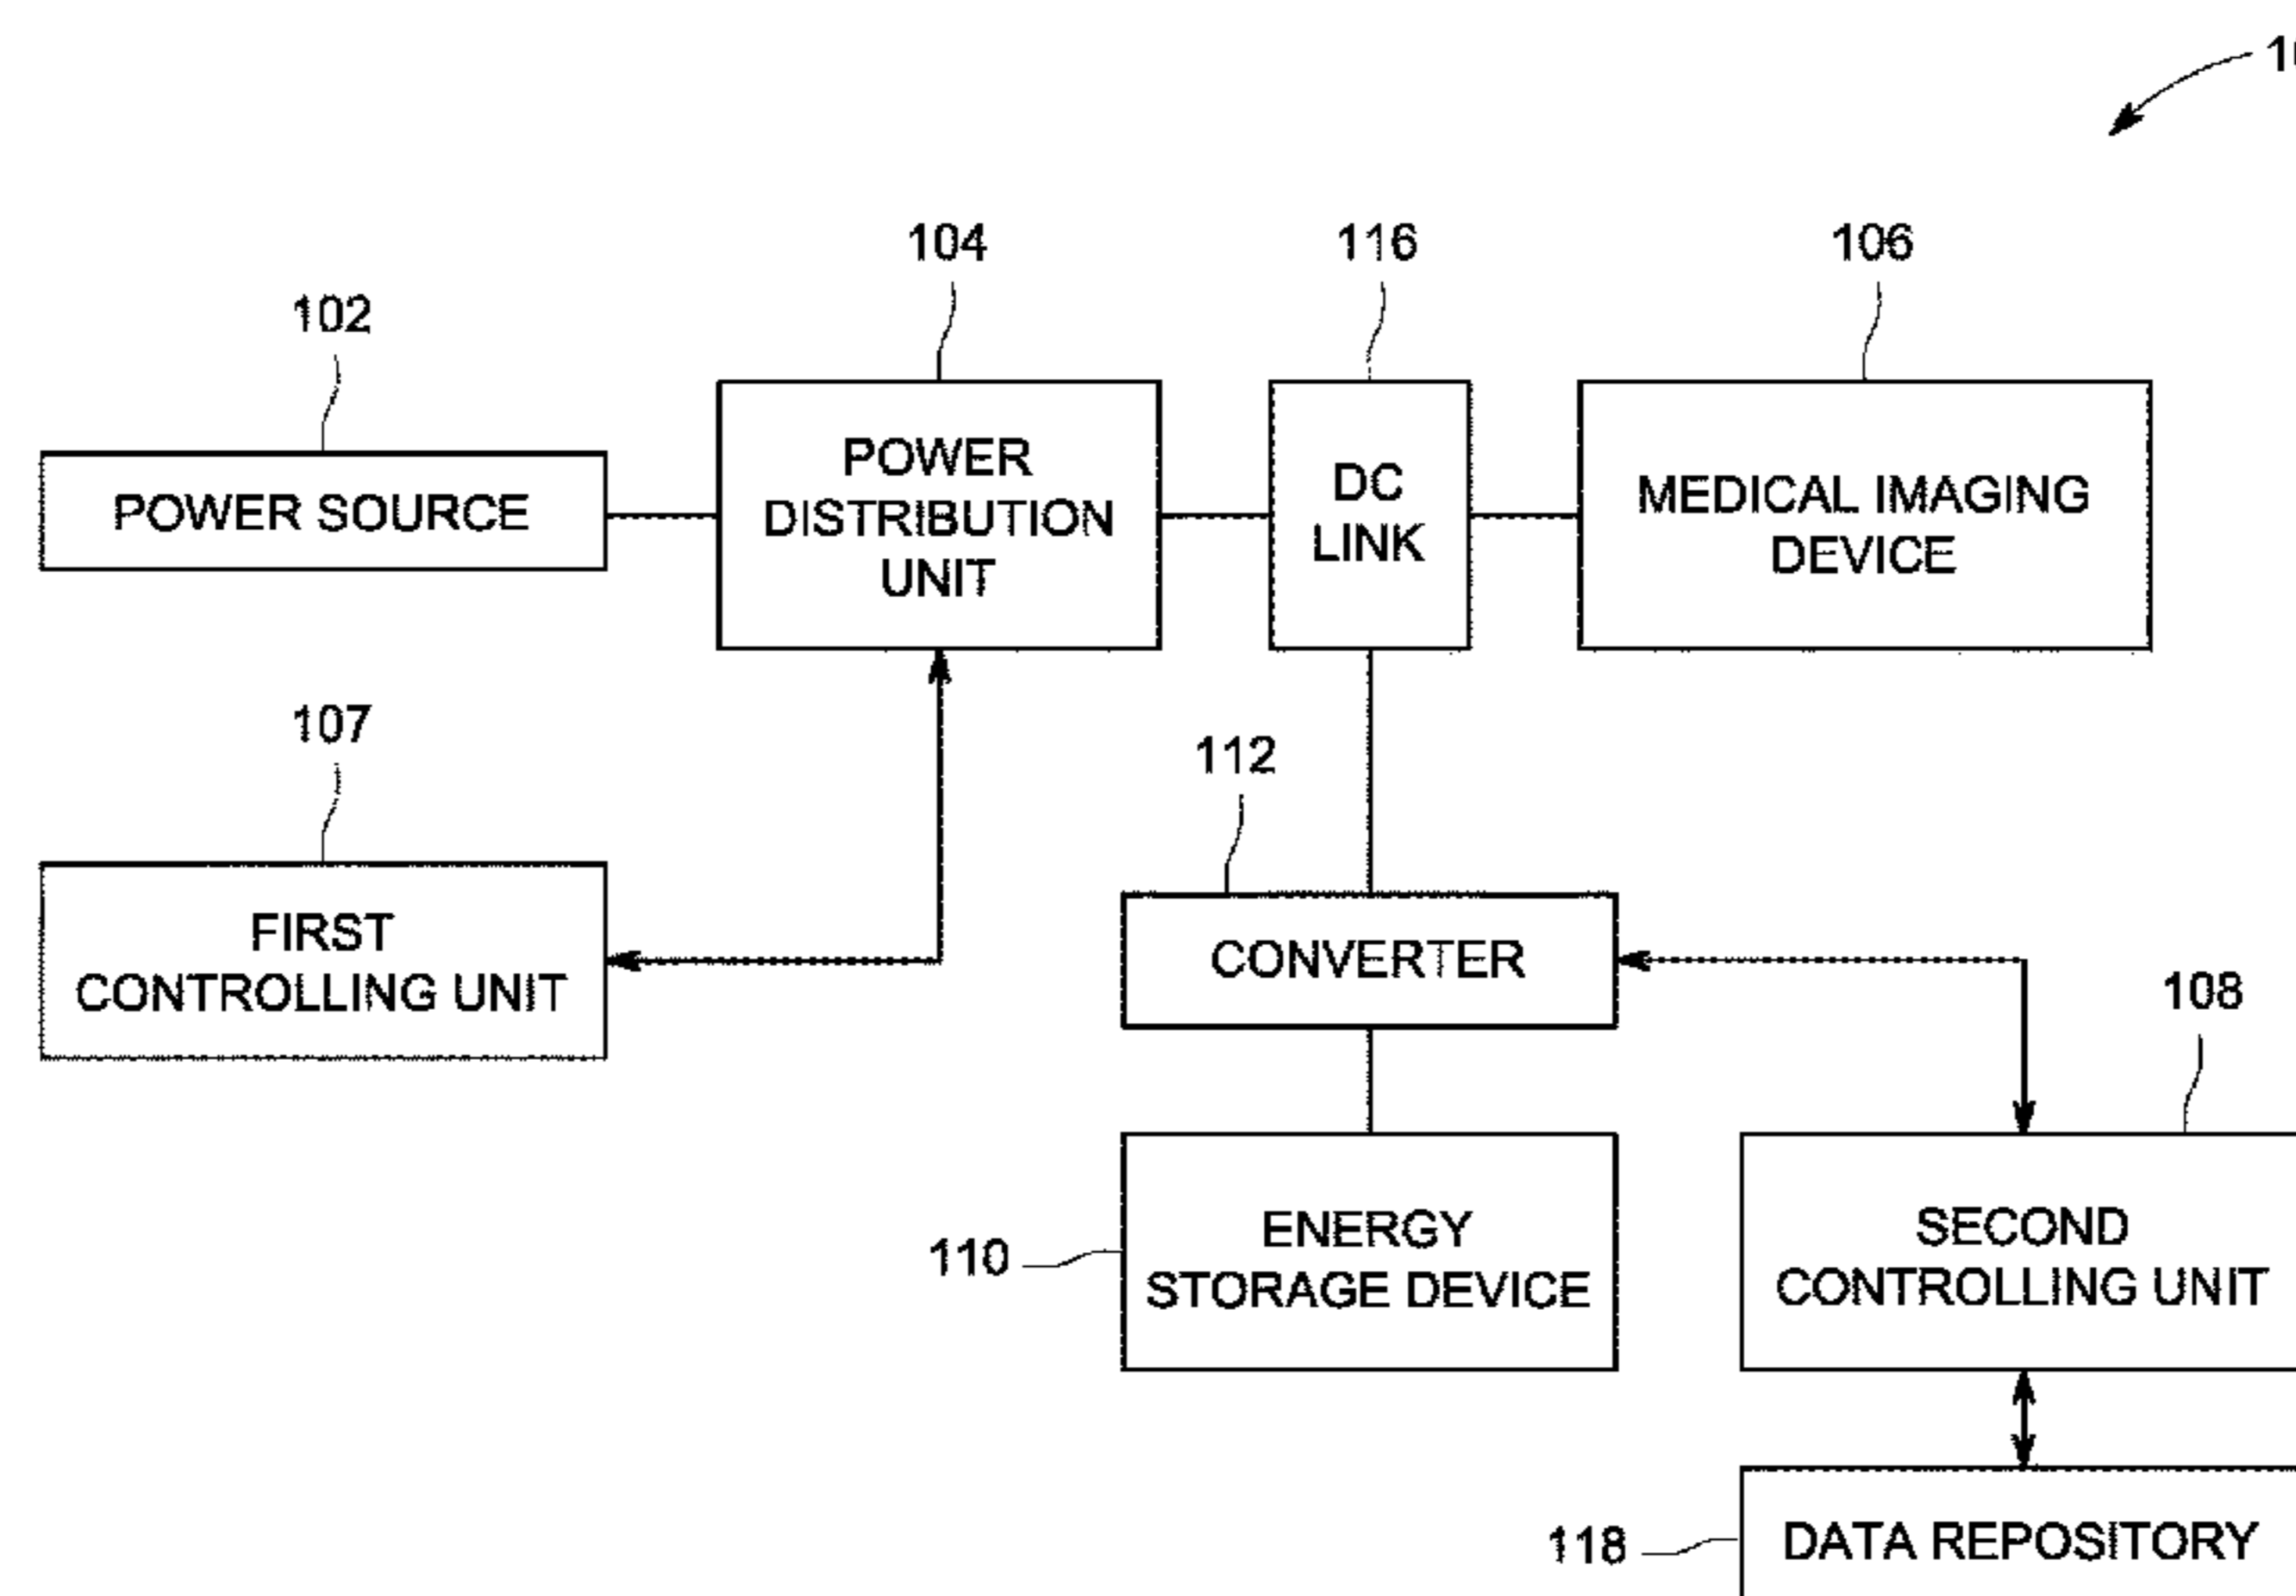 104
116
106
102
POWER SOURCE
POWER
DISTRIBUTION
UNIT
DC
LINK
MEDICAL IMAGING
DEVICE
107
112
FIRST
CONTROLLING UNIT
CONVERTER
108
110
ENERGY
STORAGE DEVICE
SECOND
CONTROLLING UNIT
118
DATA REPOSITORY